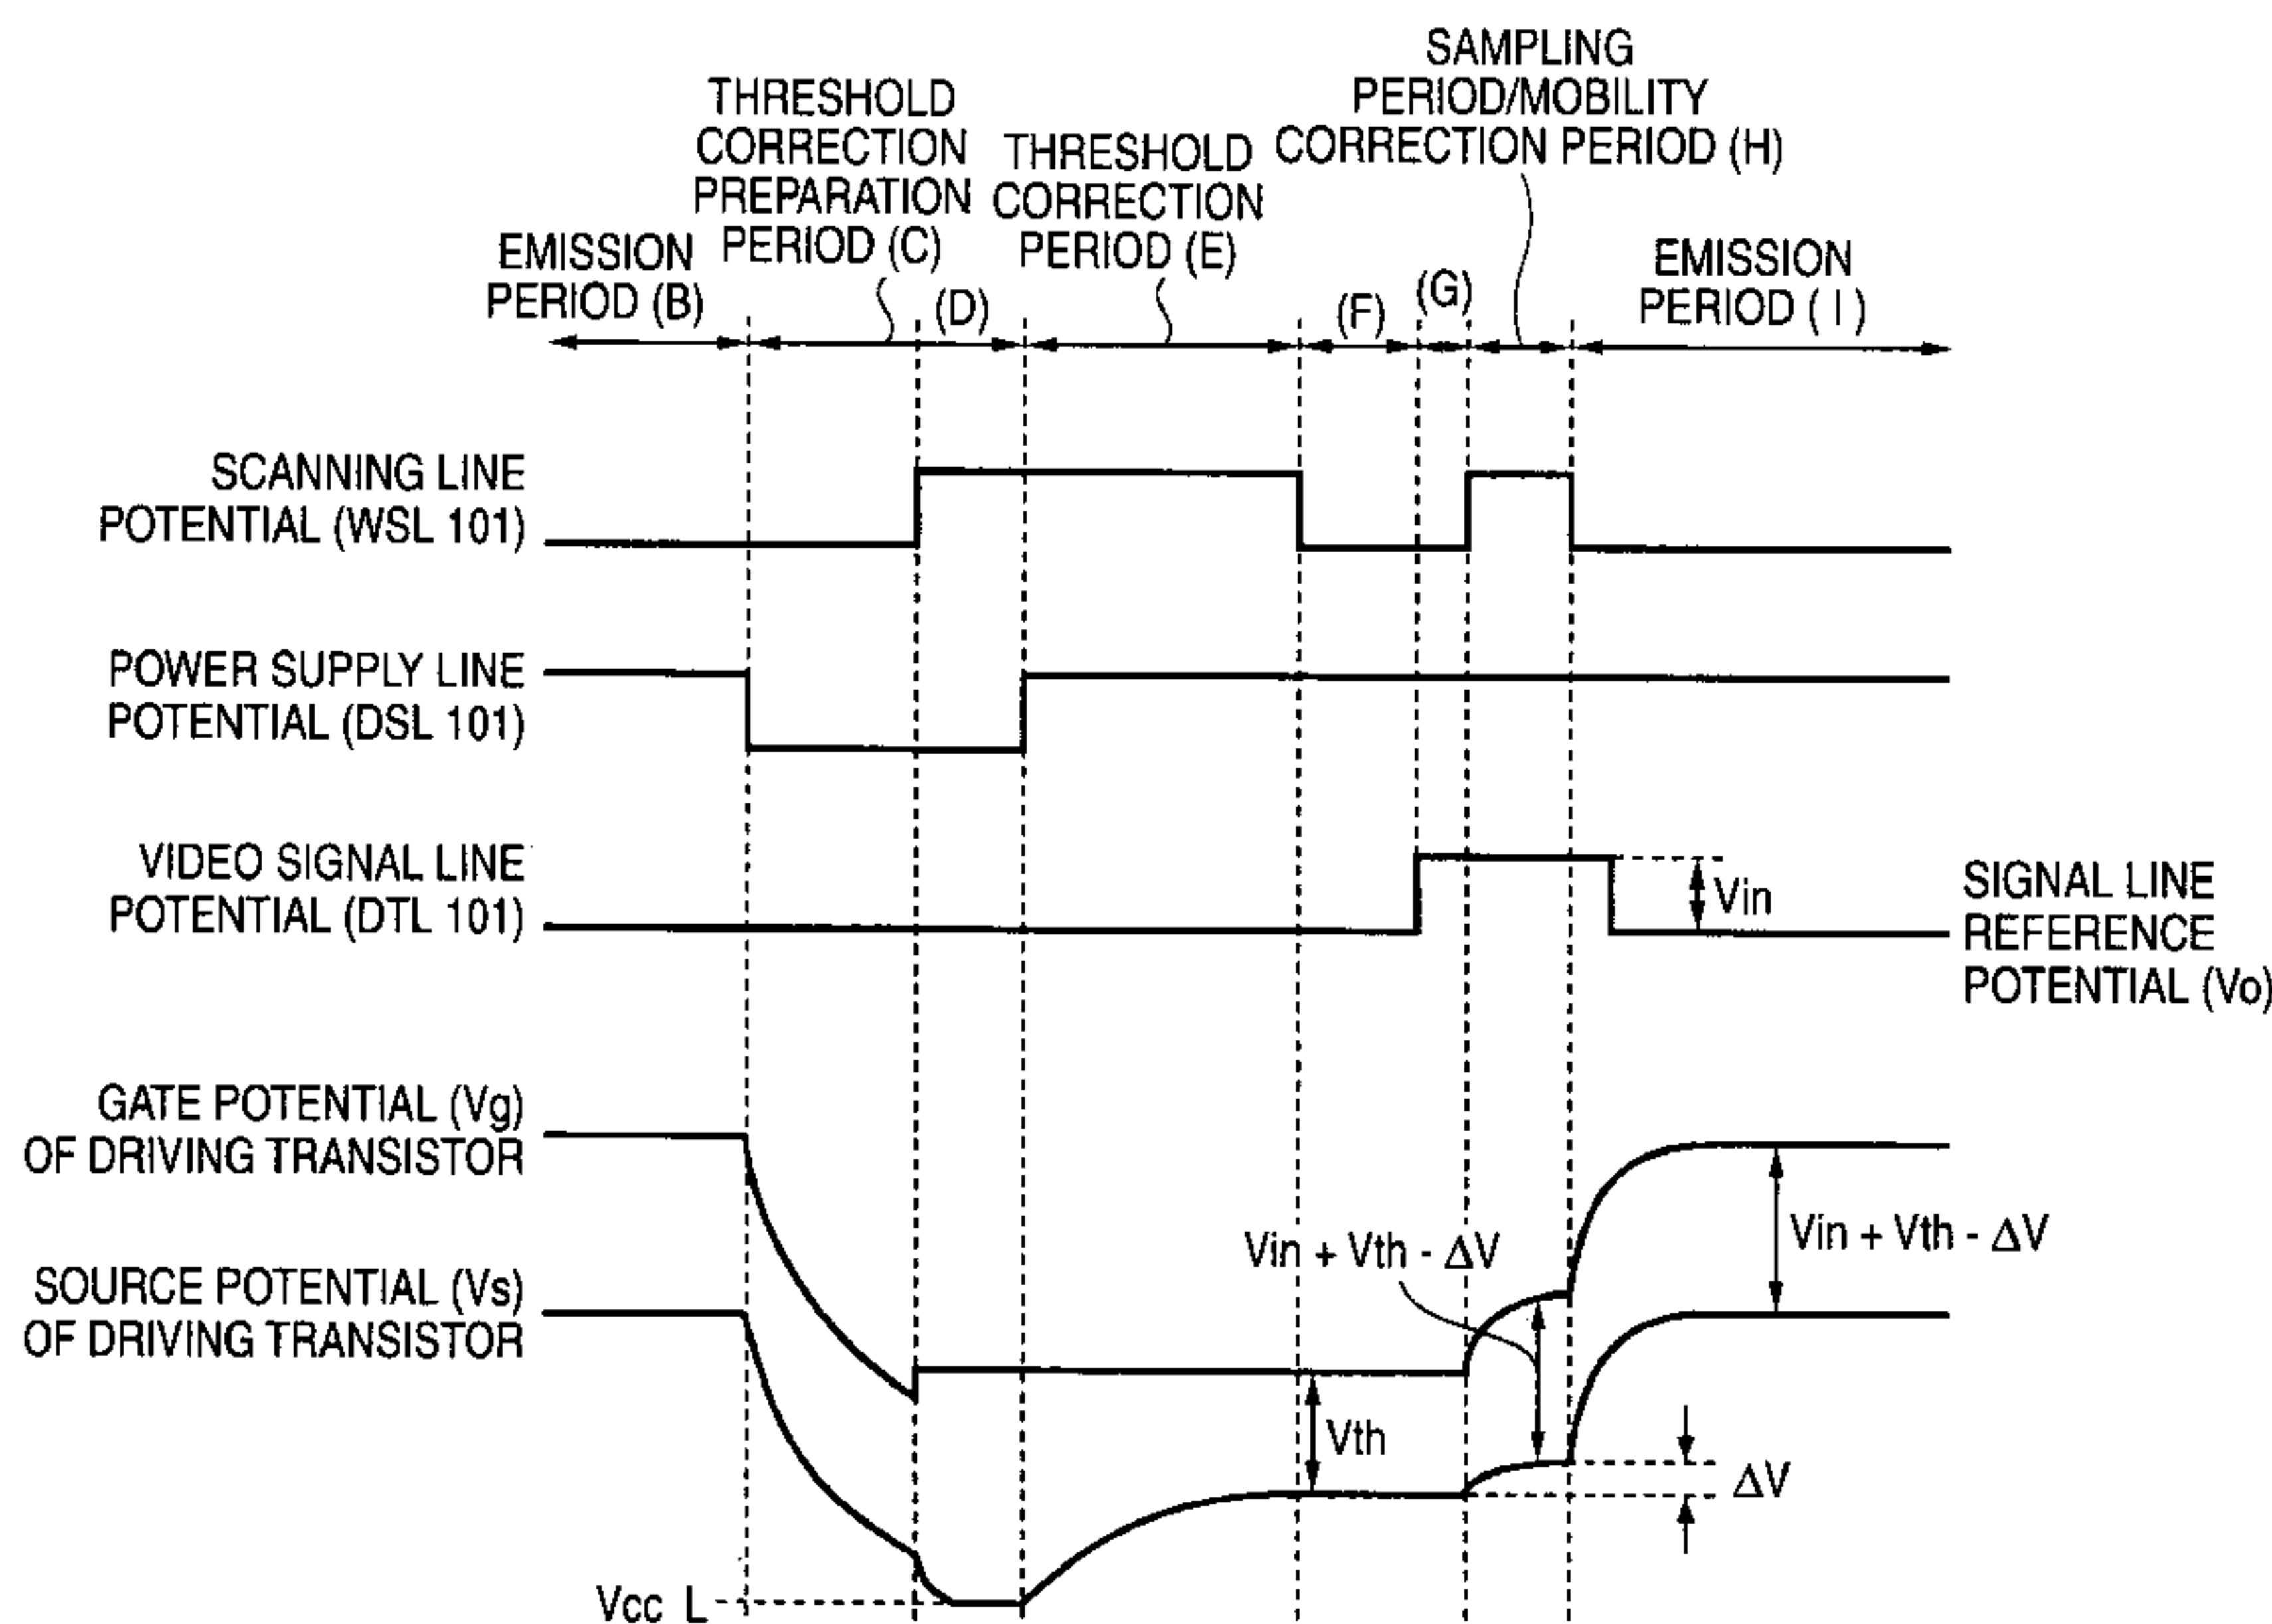 SAMPLING
PERIOD/MOBILITY
CORRECTION PERIOD (H)
THRESHOLD
CORRECTION
PREPARATION
PERIOD (C)
THRESHOLD
CORRECTION
PERIOD (E)
EMISSION
PERIOD (B)
(D)
(F)
(G)
EMISSION
PERIOD ( I )
SCANNING LINE
POTENTIAL (WSL 101)
POWER SUPPLY LINE
POTENTIAL (DSL 101)
VIDEO SIGNAL LINE
POTENTIAL (DTL 101)
Vin
SIGNAL LINE
REFERENCE
POTENTIAL (Vo)
GATE POTENTIAL (Vg)
OF DRIVING TRANSISTOR
Vin + Vth - ΔV
Vin + Vth - ΔV
SOURCE POTENTIAL (Vs)
OF DRIVING TRANSISTOR
Vth
ΔV
Vcc L